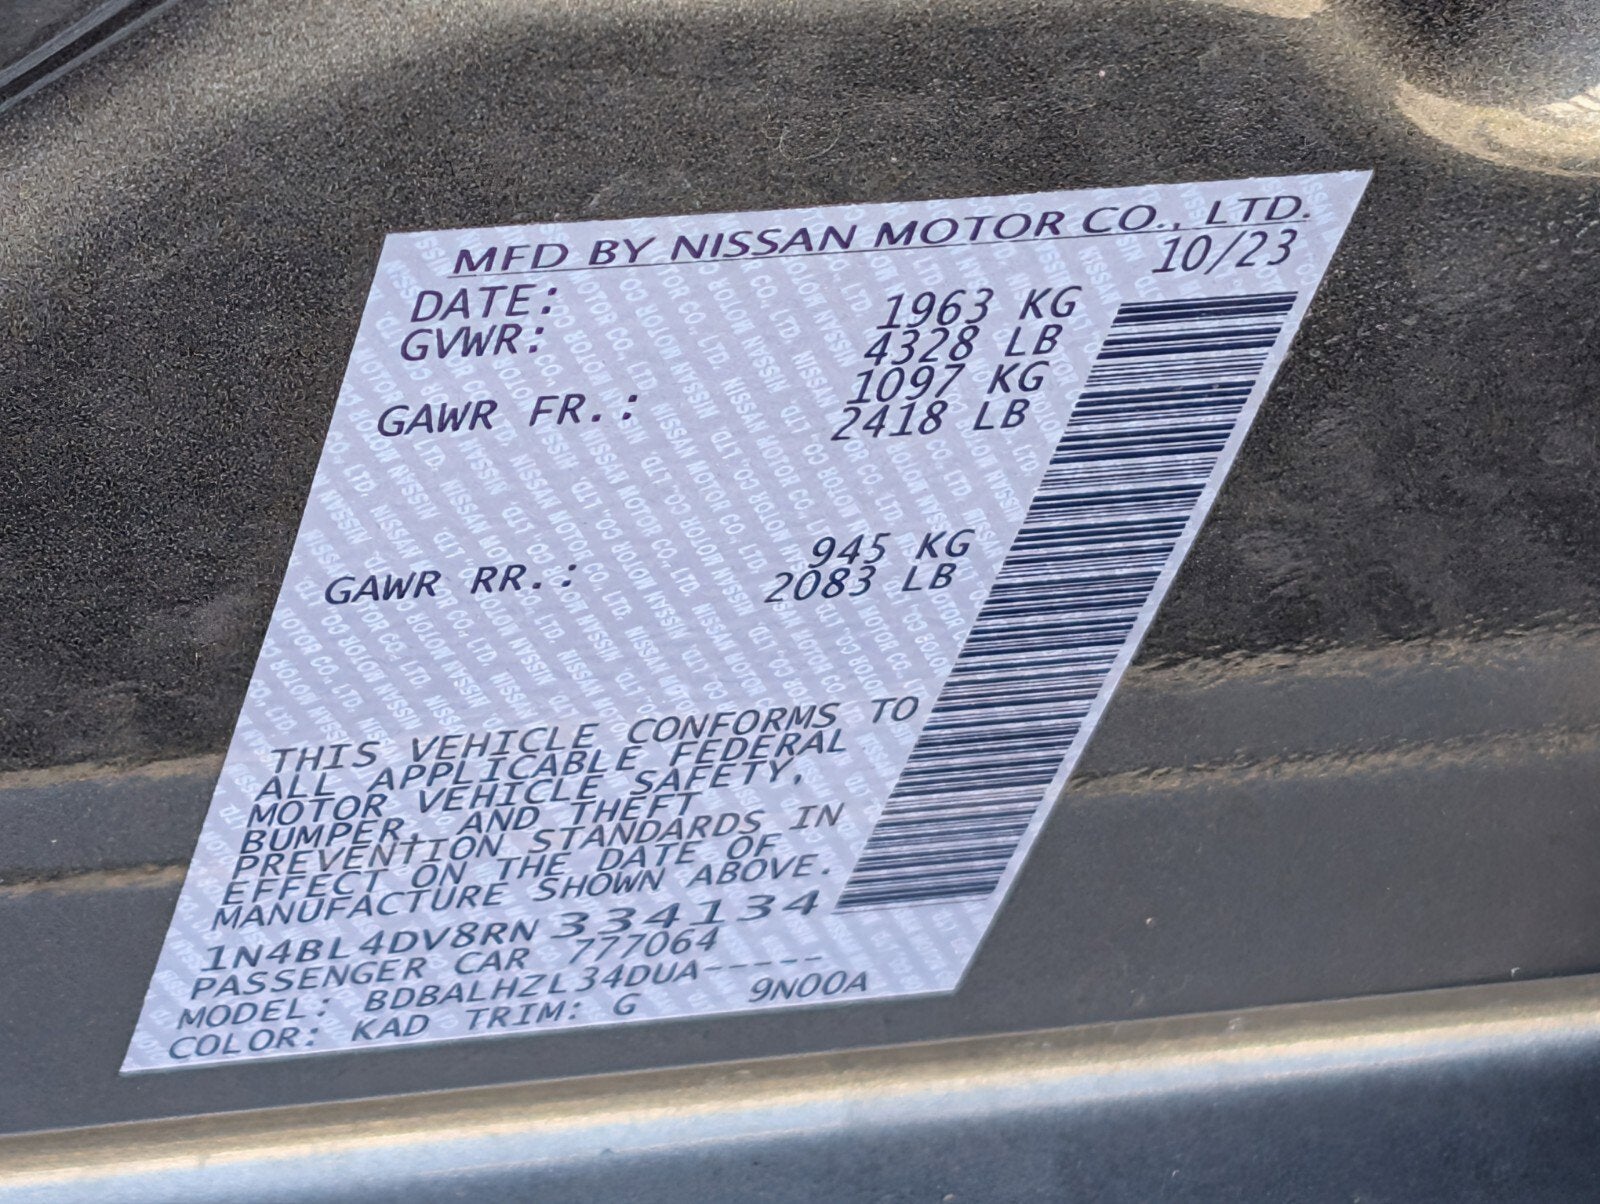 MFD BY NISSAN MOTOR CO., LTD.
DATE: 10/23
GVWR: 1963 KG
4328 LB
GAWR FR.: 1097 KG
2418 LB
GAWR RR.: 945 KG
2083 LB
THIS VEHICLE CONFORMS TO
ALL APPLICABLE FEDERAL
MOTOR VEHICLE SAFETY,
BUMPER, AND THEFT
PREVENTION STANDARDS IN
EFFECT ON THE DATE OF
MANUFACTURE SHOWN ABOVE.
1N4BL4DV8RN334134
PASSENGER CAR 777064
MODEL: BDBALHZL34DUA-----
COLOR: KAD TRIM: G 9N00A